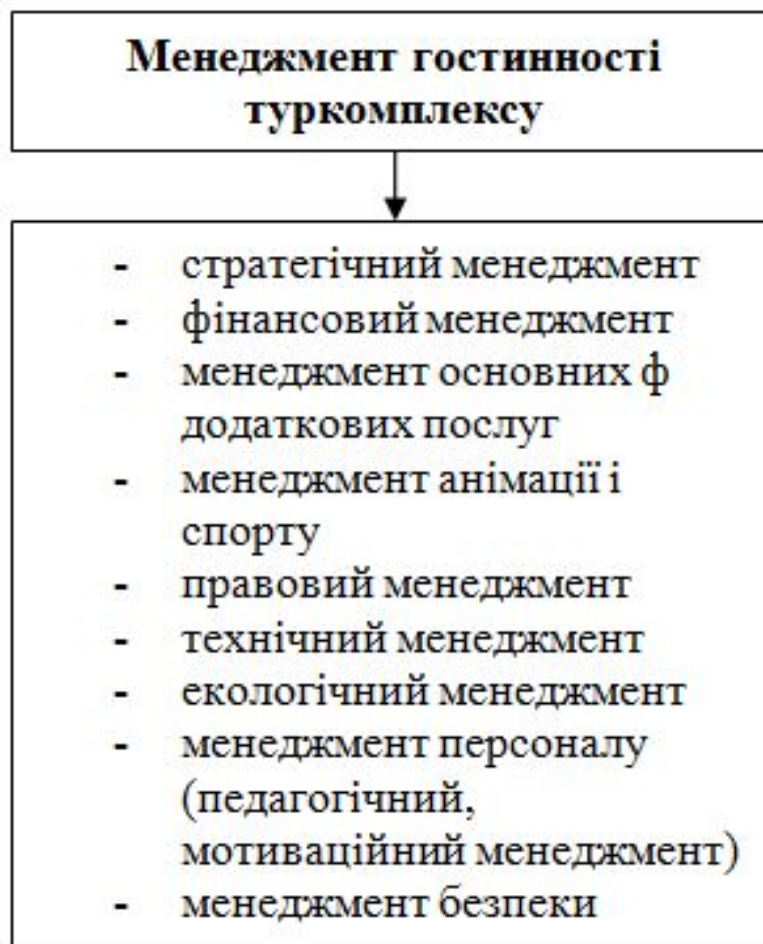 Менеджмент гостинності
туркомплексу
- стратегічний менеджмент
- фінансовий менеджмент
- менеджмент основних ф
додаткових послуг
- менеджмент анімації і
спорту
- правовий менеджмент
- технічний менеджмент
- екологічний менеджмент
- менеджмент персоналу
(педагогічний,
мотиваційний менеджмент)
- менеджмент безпеки